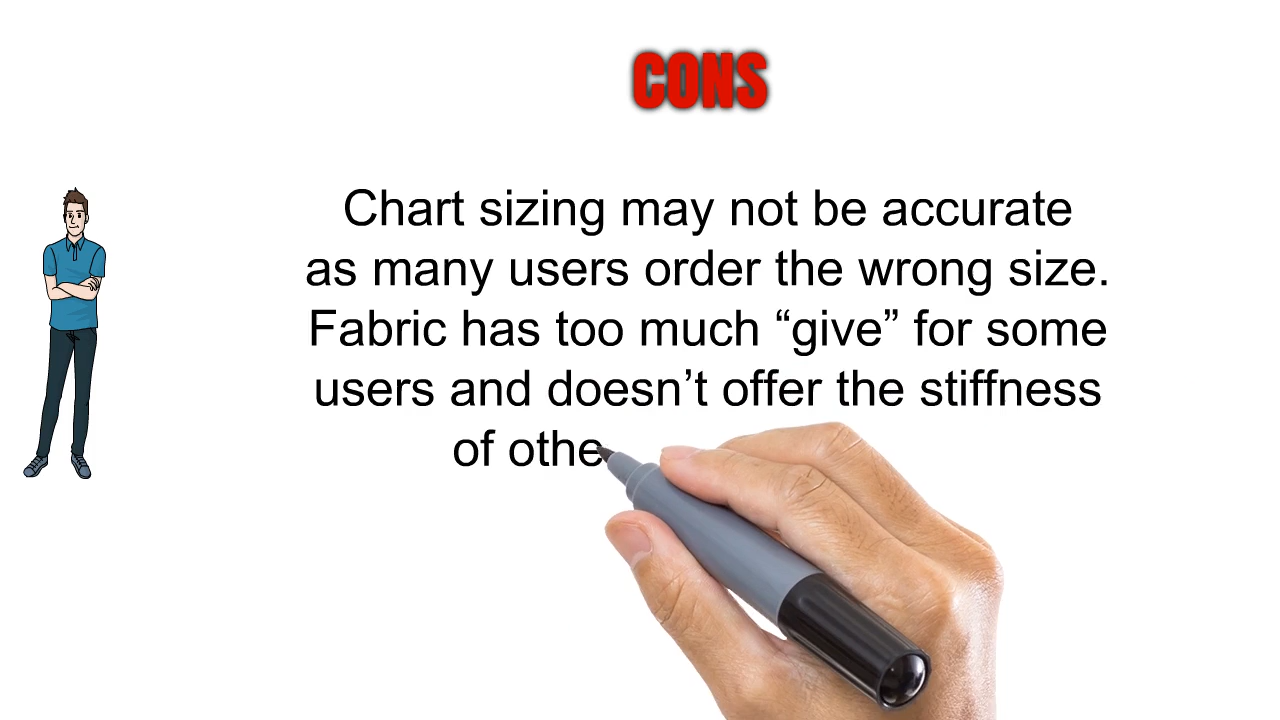 CONS
Chart sizing may not be accurate
as many users order the wrong size.
Fabric has too much “give” for some
users and doesn’t offer the stiffness
of othe